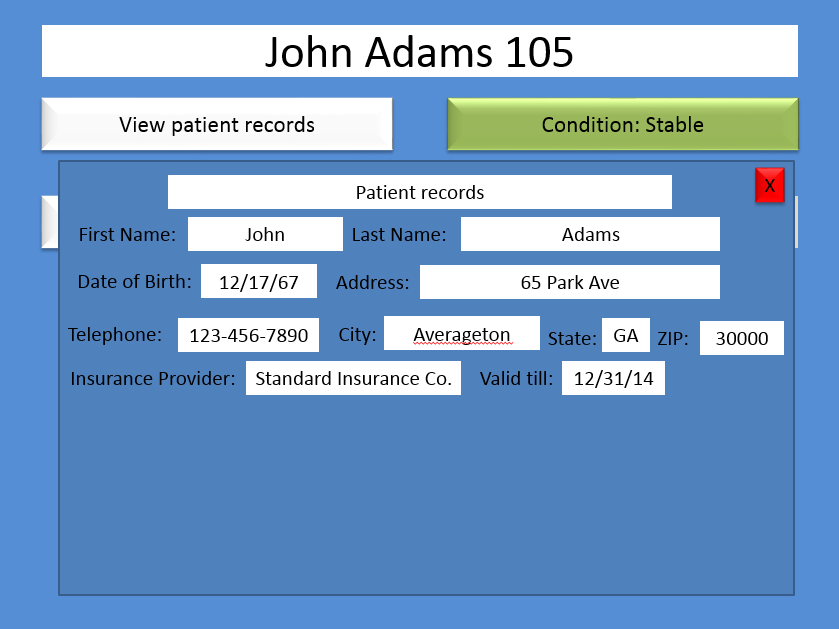 John Adams 105
View patient records Condition: Stable
Patient records X
First Name: John Last Name: Adams
Date of Birth: 12/17/67 Address: 65 Park Ave
Telephone: 123-456-7890 City: Averageton State: GA ZIP: 30000
Insurance Provider: Standard Insurance Co. Valid till: 12/31/14